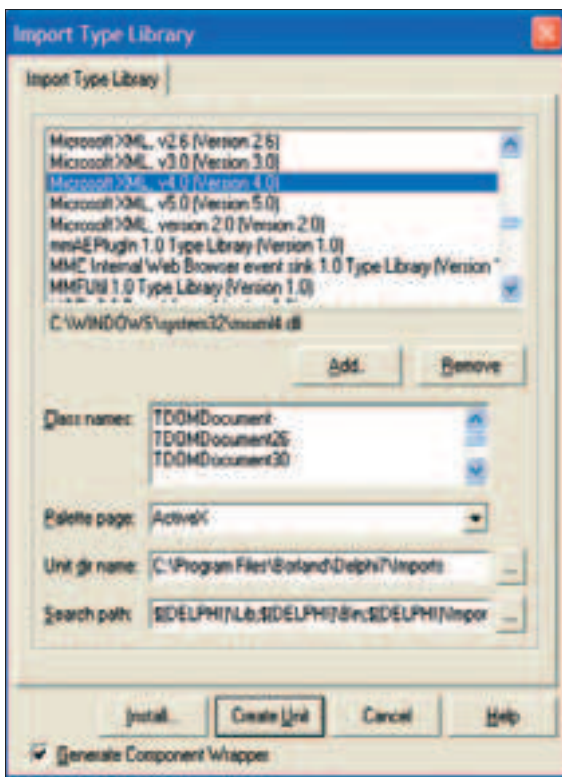 Import Type Library
Import Type Library
Microsoft XML, v2.6 (Version 2.6)
Microsoft XML, v3.0 (Version 3.0)
Microsoft XML, v4.0 (Version 4.0)
Microsoft XML, v5.0 (Version 5.0)
Microsoft XML, version 2.0 (Version 2.0)
mmAEPlugIn 1.0 Type Library (Version 1.0)
MMC Internal Web Browser event sink 1.0 Type Library (Version
MMFUtil 1.0 Type Library (Version 1.0)
C:\WINDOWS\system32\msxml4.dll
Add...
Remove
Class names:
TDOMDocument
TDOMDocument26
TDOMDocument30
Palette page:
ActiveX
Unit dir name:
C:\Program Files\Borland\Delphi7\Imports
...
Search path:
$(DELPHI)\Lib;$(DELPHI)\Bin;$(DELPHI)\Impor
...
Install...
Create Unit
Cancel
Help
Generate Component Wrapper